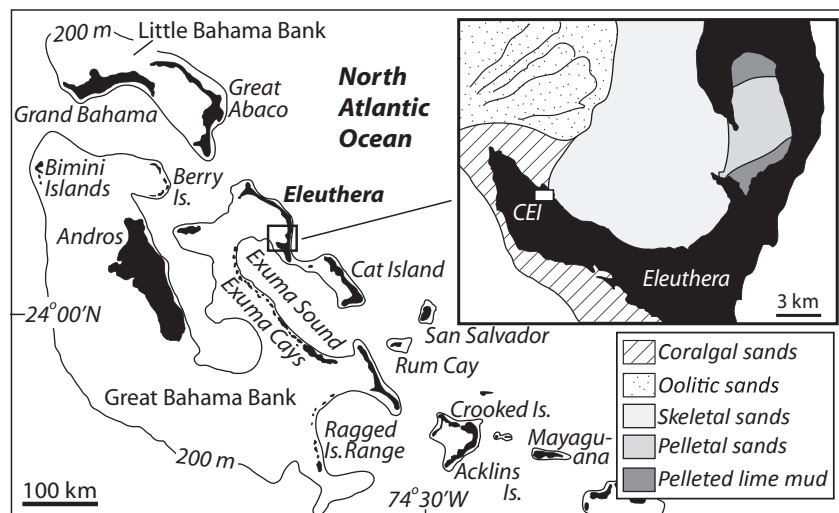 200 m
Little Bahama Bank
Grand Bahama
Great
Abaco
North
Atlantic
Ocean
Bimini
Islands
Berry
Is.
Eleuthera
Andros
Cat Island
Exuma Sound
Exuma Cays
24°00'N
San Salvador
Rum Cay
Great Bahama Bank
Ragged
Is. Range
Crooked Is.
Mayagu-
ana
Acklins
Is.
200 m
100 km
74°30'W
CEI
Eleuthera
3 km
Coralgal sands
Oolitic sands
Skeletal sands
Pelletal sands
Pelleted lime mud